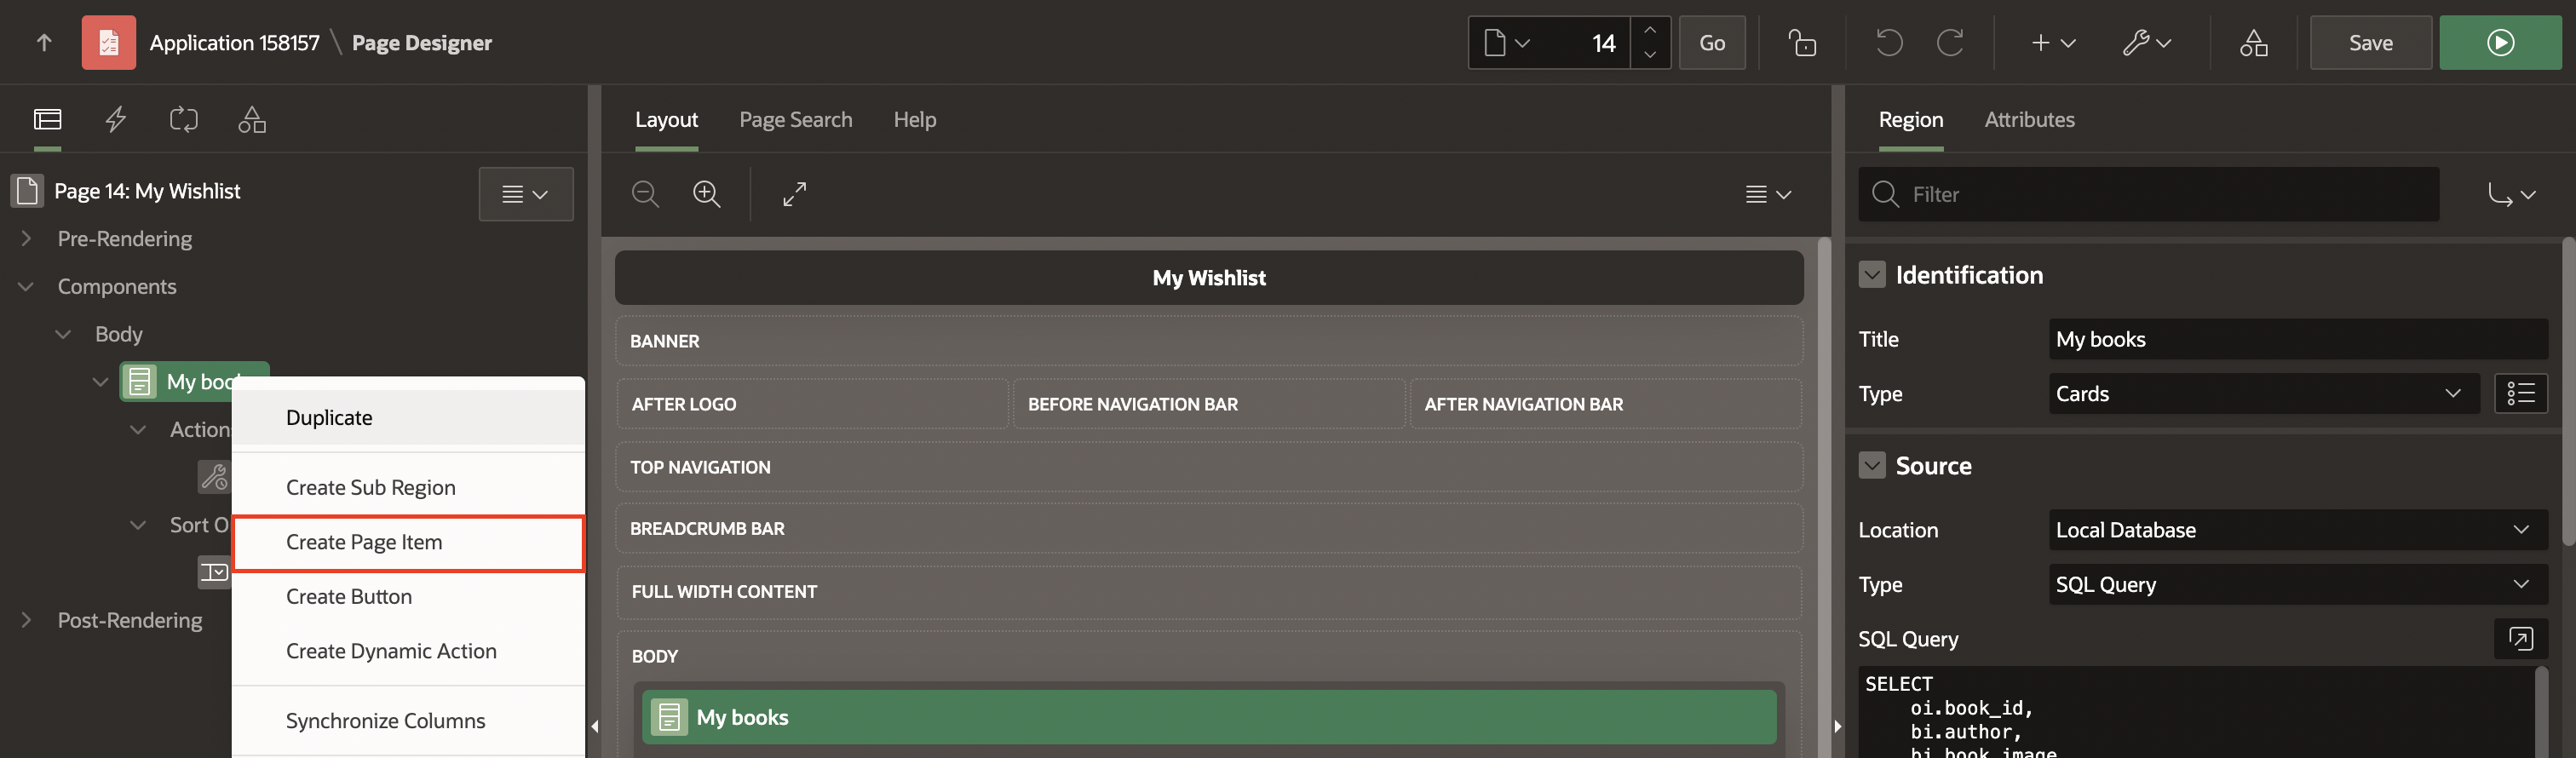 Application 158157 \ Page Designer
14
Go
Save
Layout
Page Search
Help
Region
Attributes
Page 14: My Wishlist
Filter
Pre-Rendering
Components
Body
My boo
Action
Sort O
Post-Rendering
Duplicate
Create Sub Region
Create Page Item
Create Button
Create Dynamic Action
Synchronize Columns
My Wishlist
BANNER
AFTER LOGO
BEFORE NAVIGATION BAR
AFTER NAVIGATION BAR
TOP NAVIGATION
BREADCRUMB BAR
FULL WIDTH CONTENT
BODY
My books
Identification
Title
My books
Type
Cards
Source
Location
Local Database
Type
SQL Query
SQL Query
SELECT
oi.book_id,
bi.author,
bi.book_image